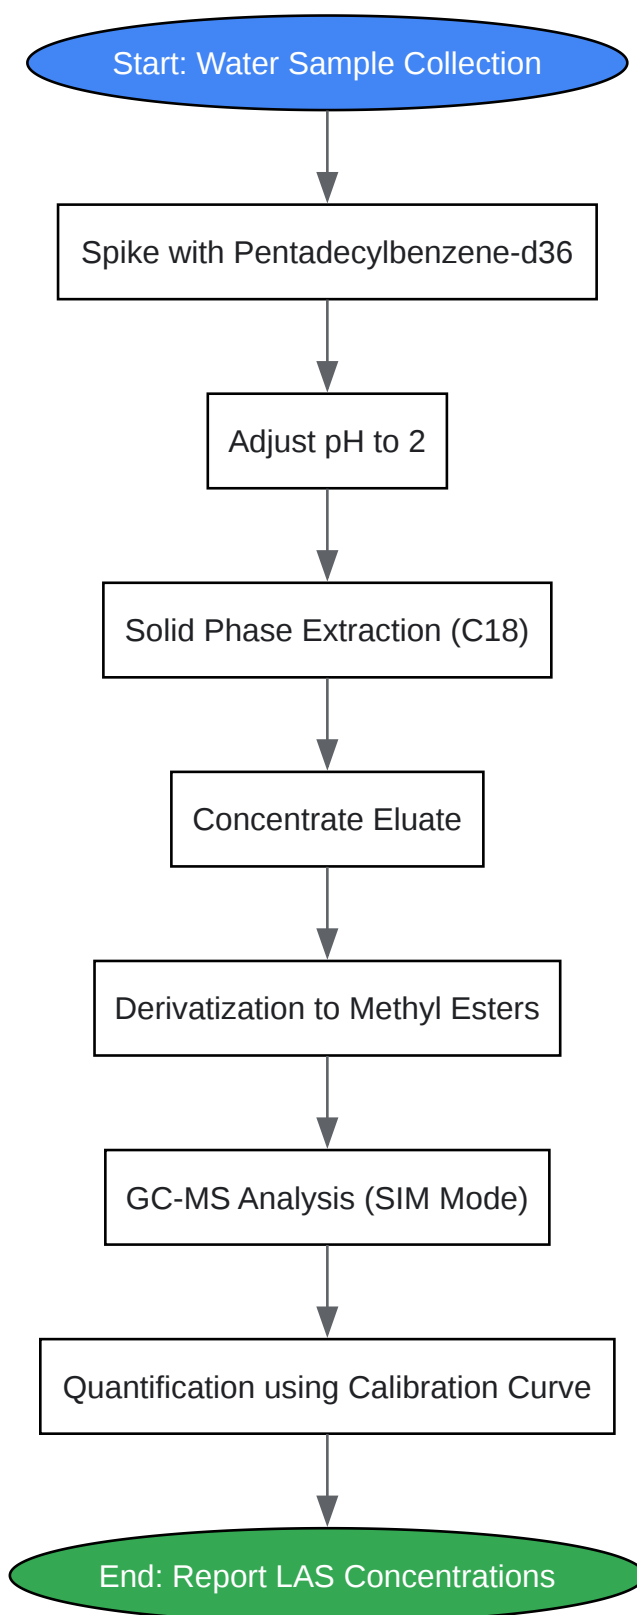 Start: Water Sample Collection
Spike with Pentadecylbenzene-d36
Adjust pH to 2
Solid Phase Extraction (C18)
Concentrate Eluate
Derivatization to Methyl Esters
GC-MS Analysis (SIM Mode)
Quantification using Calibration Curve
End: Report LAS Concentrations